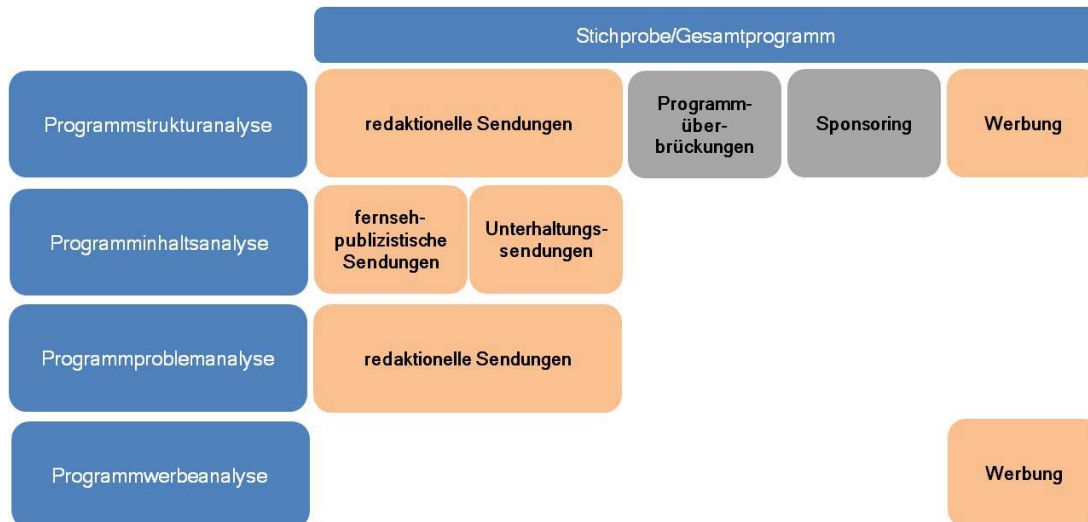 Stichprobe/Gesamtprogramm
Programmstrukturanalyse
redaktionelle Sendungen
Programm-
über-
brückungen
Sponsoring
Werbung
Programminhaltsanalyse
fernseh-
publizistische
Sendungen
Unterhaltungs-
sendungen
Programmproblemanalyse
redaktionelle Sendungen
Programmwerbeanalyse
Werbung